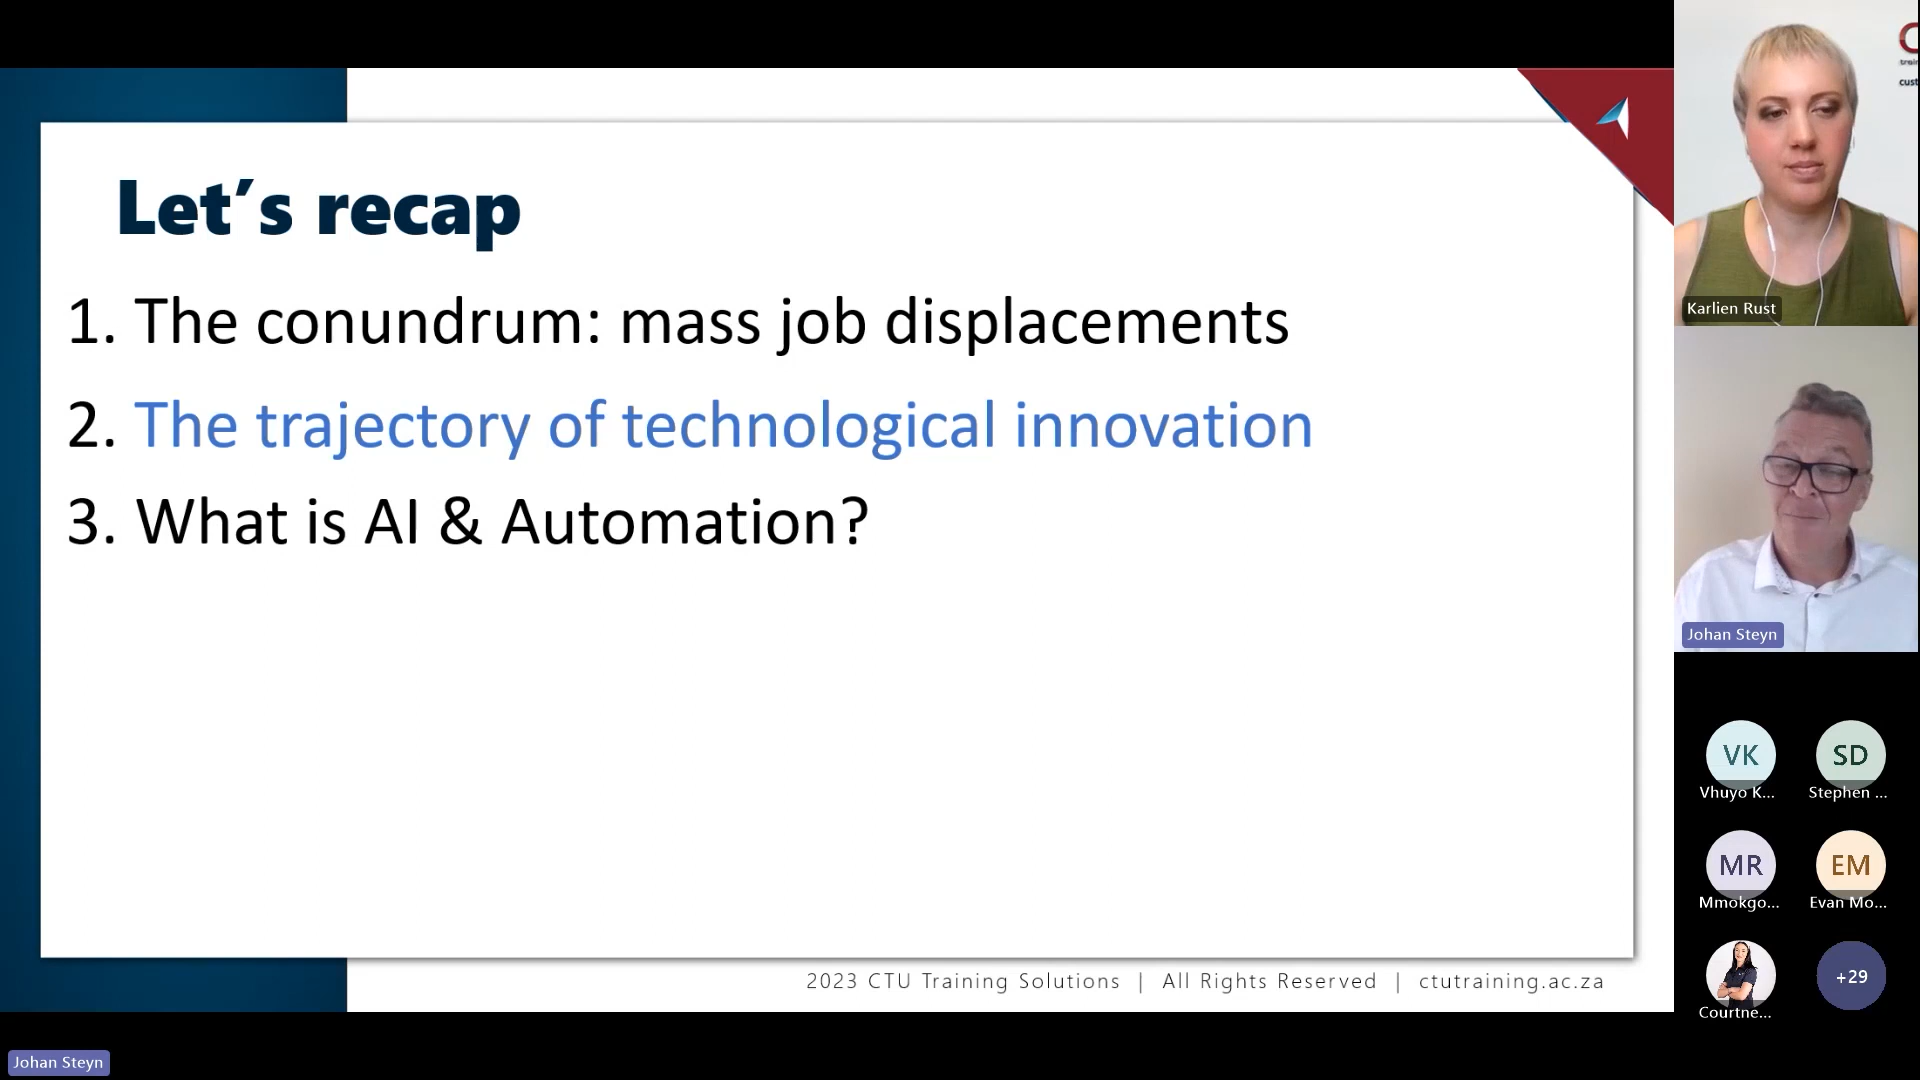 Let’s recap
1. The conundrum: mass job displacements
2. The trajectory of technological innovation
3. What is AI & Automation?
2023 CTU Training Solutions | All Rights Reserved | ctutraining.ac.za
Johan Steyn
cust
Karlien Rust
Johan Steyn
VK
Vhuyo K...
SD
Stephen ...
MR
Mmokgo...
EM
Evan Mo...
Courtne...
+29